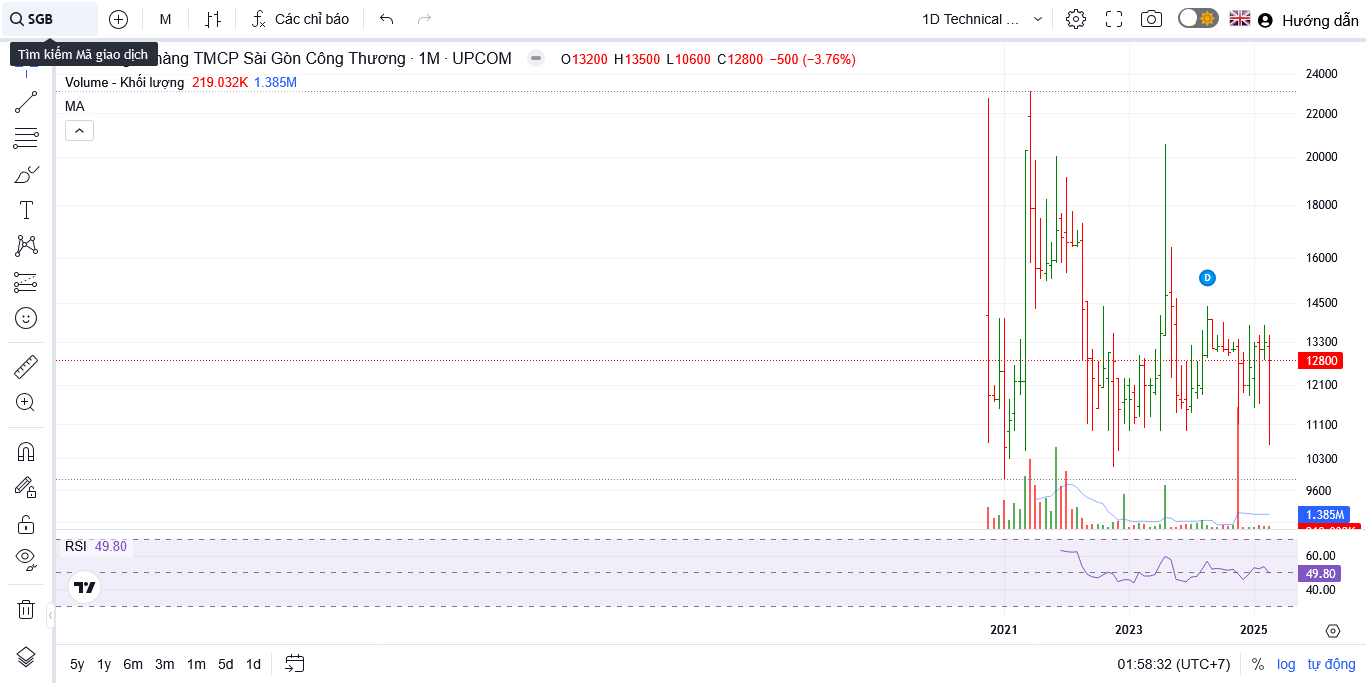 SGB
M
Các chỉ báo
1D Technical ...
Hướng dẫn
Tìm kiếm Mã giao dịch
hàng TMCP Sài Gòn Công Thương · 1M · UPCOM
O13200 H13500 L10600 C12800 −500 (−3.76%)
Volume - Khối lượng 219.032K 1.385M
MA
24000
22000
20000
18000
16000
D
14500
13300
12800
12100
11100
10300
9600
1.385M
RSI 49.80
60.00
49.80
40.00
2021 2023 2025
5y 1y 6m 3m 1m 5d 1d
01:58:32 (UTC+7) % log tự động